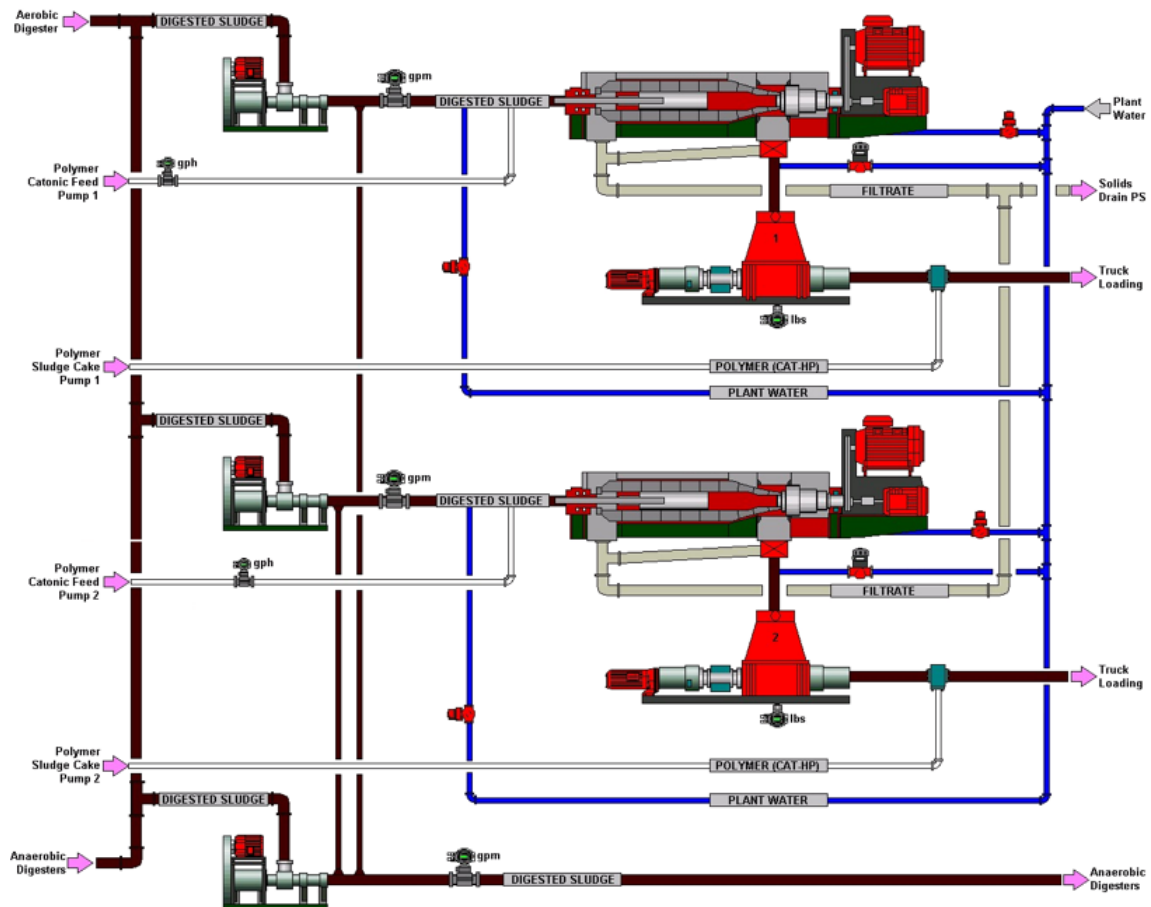 Aerobic
Digester
DIGESTED SLUDGE
gpm
DIGESTED SLUDGE
Plant
Water
Polymer
Catonic Feed
Pump 1
gph
FILTRATE
Solids
Drain PS
1
Truck
Loading
lbs
Polymer
Sludge Cake
Pump 1
POLYMER (CAT-HP)
PLANT WATER
DIGESTED SLUDGE
gpm
DIGESTED SLUDGE
Polymer
Catonic Feed
Pump 2
gph
FILTRATE
2
Truck
Loading
lbs
Polymer
Sludge Cake
Pump 2
POLYMER (CAT-HP)
DIGESTED SLUDGE
PLANT WATER
Anaerobic
Digesters
gpm
DIGESTED SLUDGE
Anaerobic
Digesters